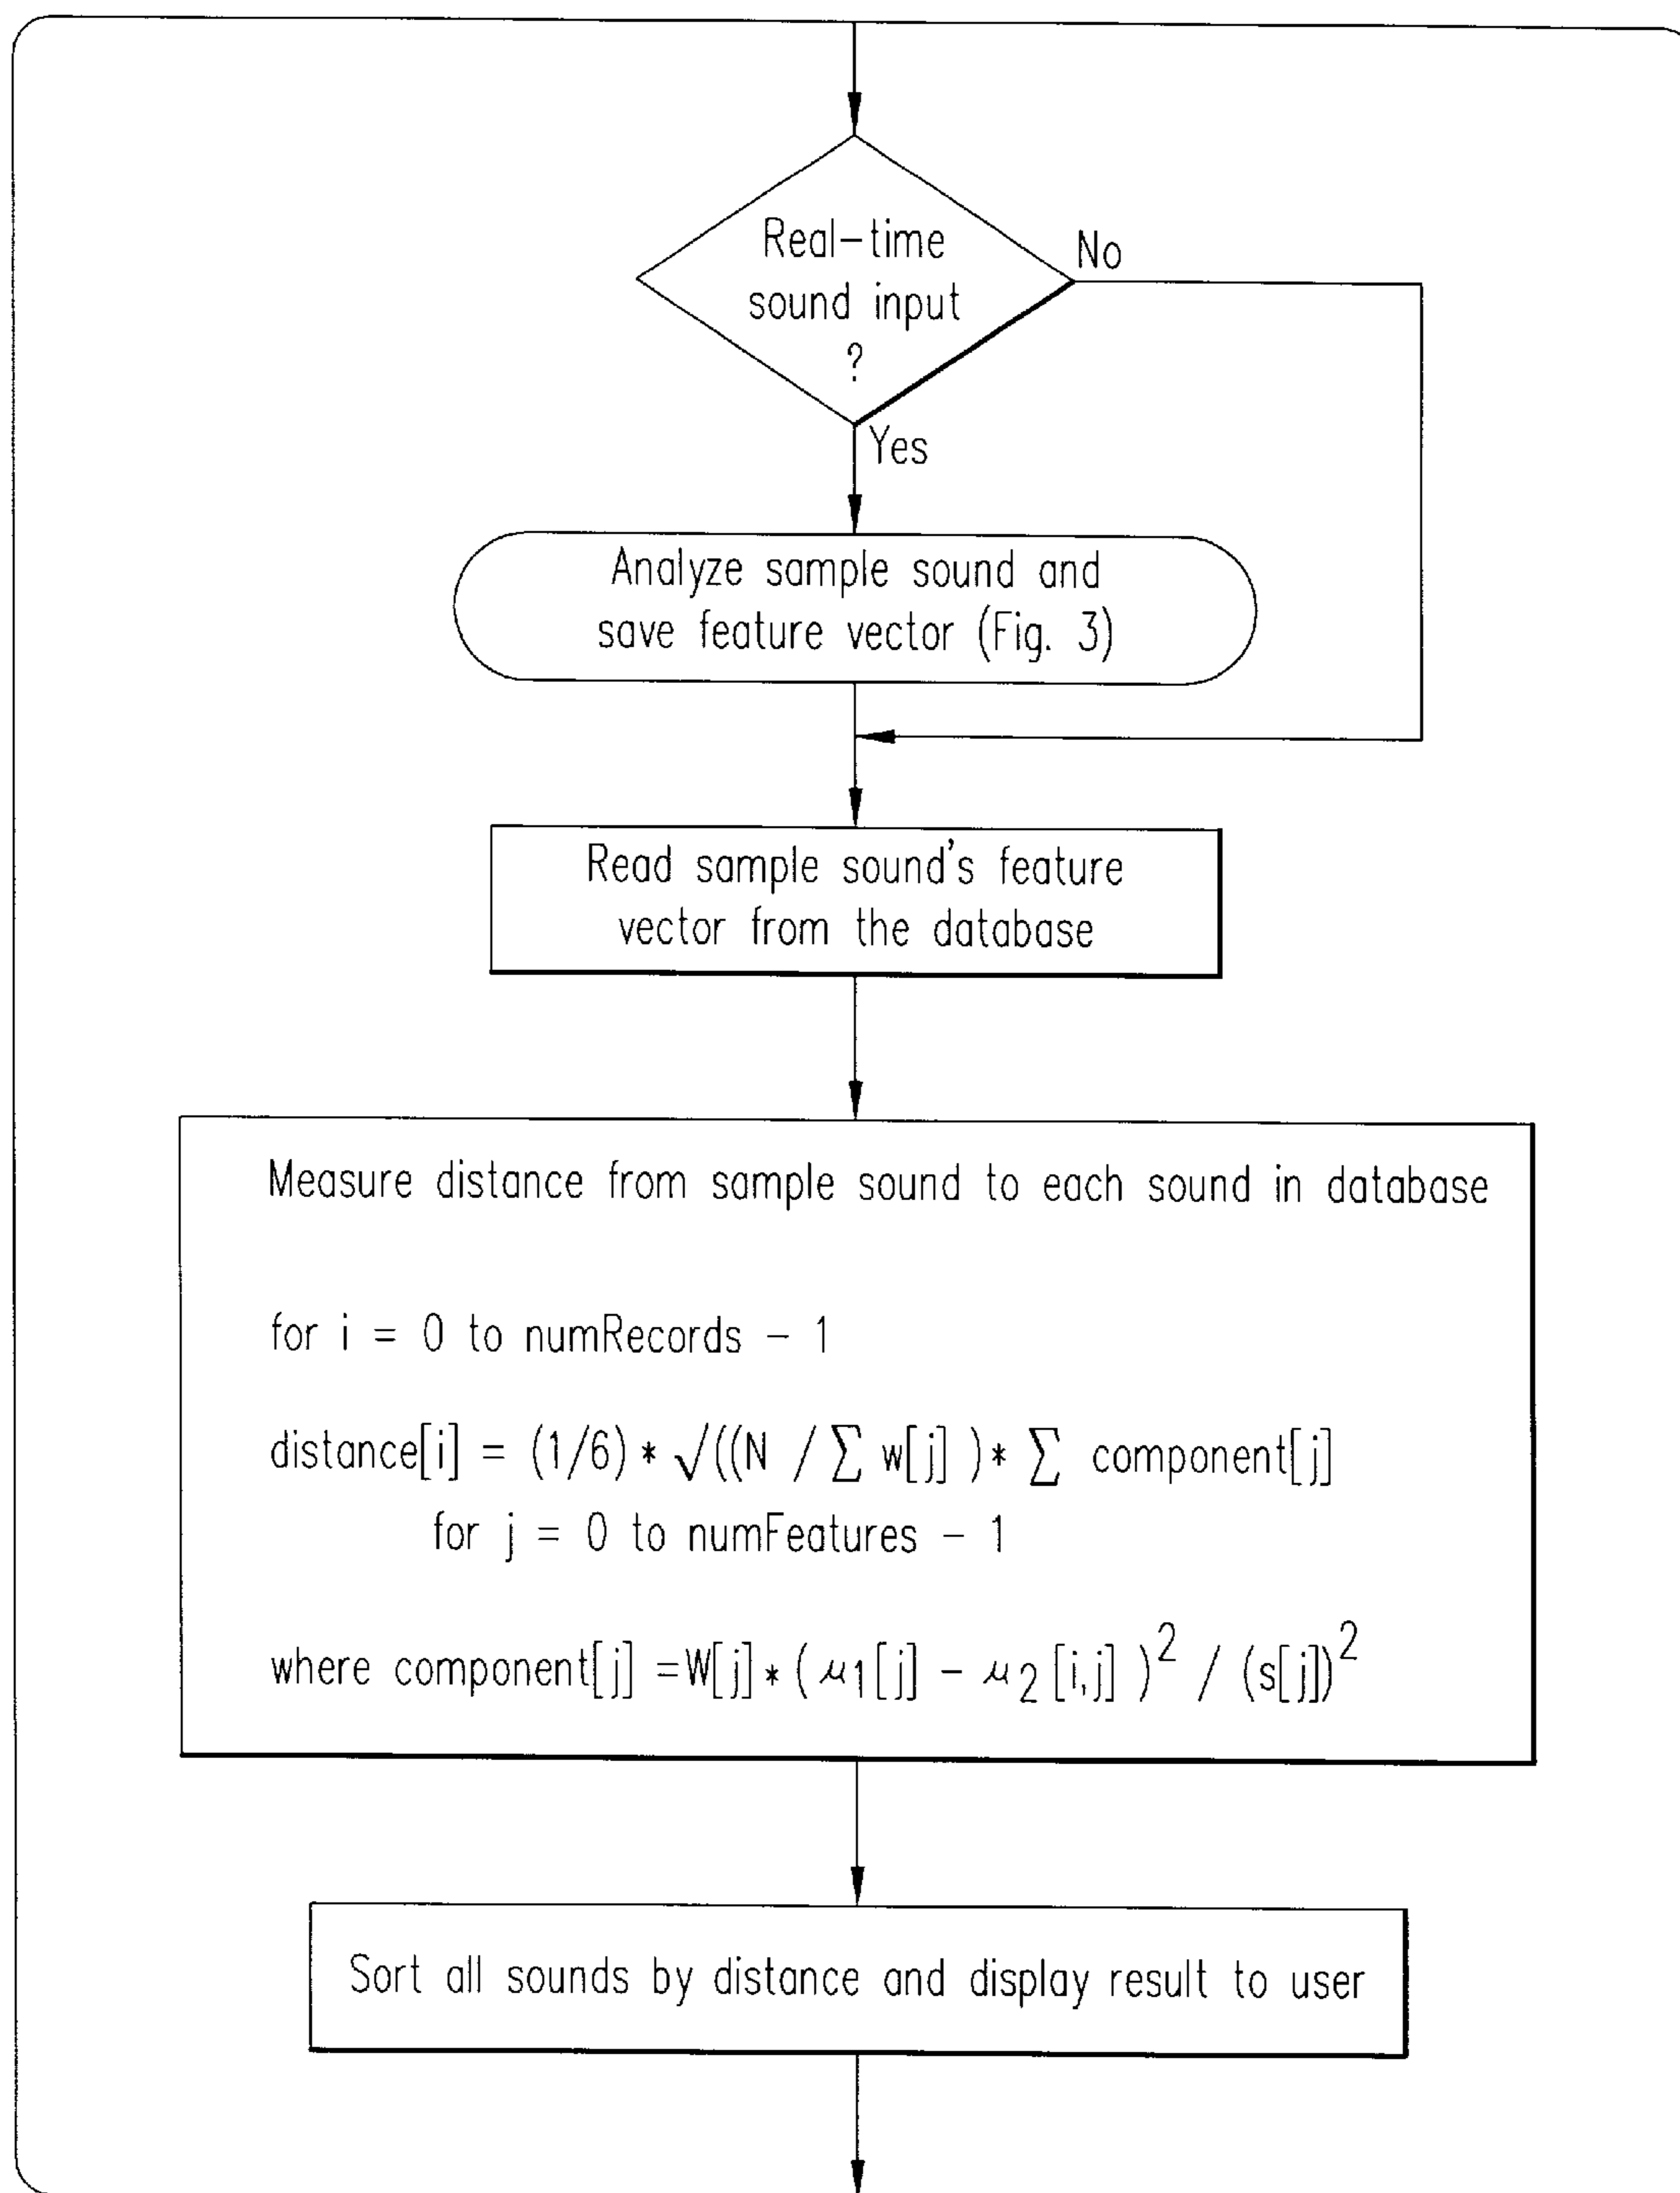 Real-time
sound input
?
No
Yes
Analyze sample sound and
save feature vector (Fig. 3)
Read sample sound's feature
vector from the database
Measure distance from sample sound to each sound in database
for i = 0 to numRecords - 1
distance[i] = (1/6) * √((N / ∑ w[j] ) * ∑ component[j]
for j = 0 to numFeatures - 1
where component[j] = W[j] * ( μ1[j] - μ2[i,j] )² / (s[j])²
Sort all sounds by distance and display result to user